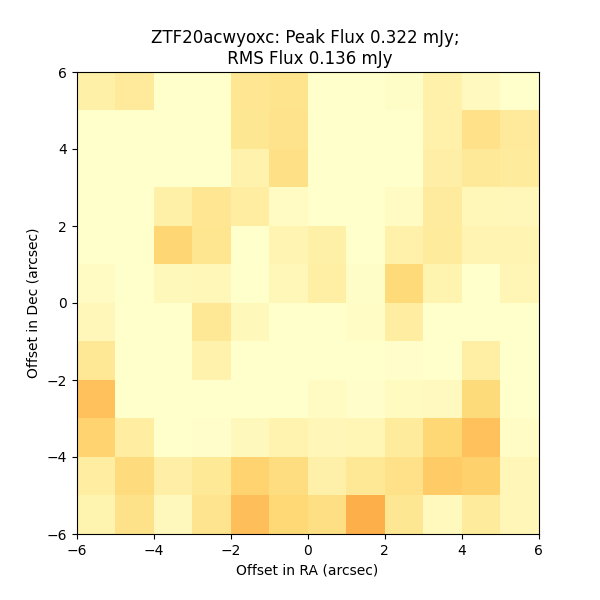 ZTF20acwyoxc: Peak Flux 0.322 mJy;
RMS Flux 0.136 mJy
6
4
2
0
−2
−4
−6
Offset in Dec (arcsec)
−6 −4 −2 0 2 4 6
Offset in RA (arcsec)